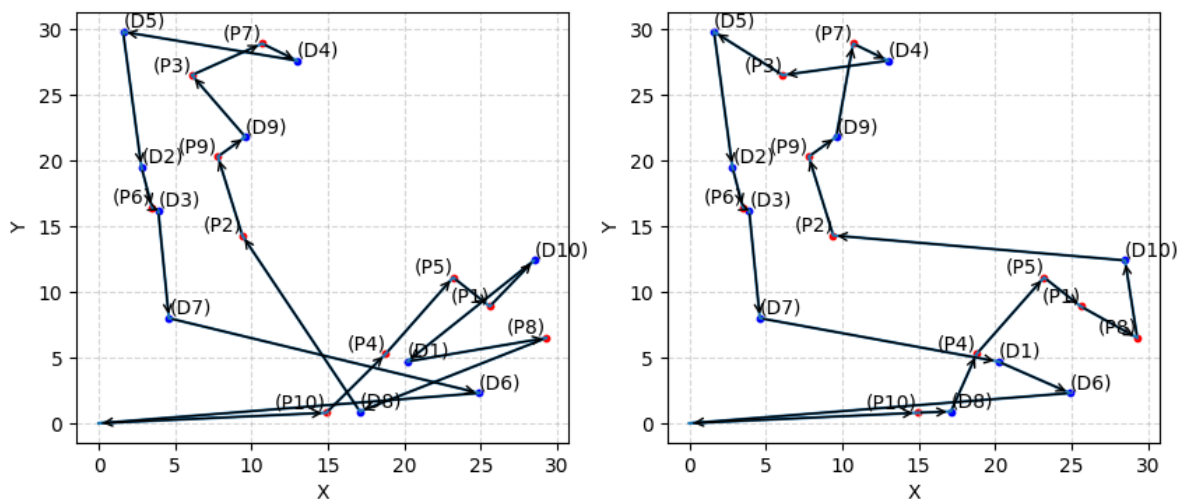 30
25
20
15
10
5
0
Y
0
5
10
15
20
25
30
X
(D5)
(P7)
(D4)
(P3)
(D9)
(P9)
(D2)
(P6)
(D3)
(P2)
(D10)
(P5)
(P1)
(D7)
(P8)
(P4)
(D1)
(D6)
(P10)
(D8)
30
25
20
15
10
5
0
Y
0
5
10
15
20
25
30
X
(D5)
(P7)
(D4)
(P3)
(D9)
(P9)
(D2)
(P6)
(D3)
(P2)
(D10)
(P5)
(P1)
(D7)
(P8)
(P4)
(D1)
(D6)
(P10)
(D8)